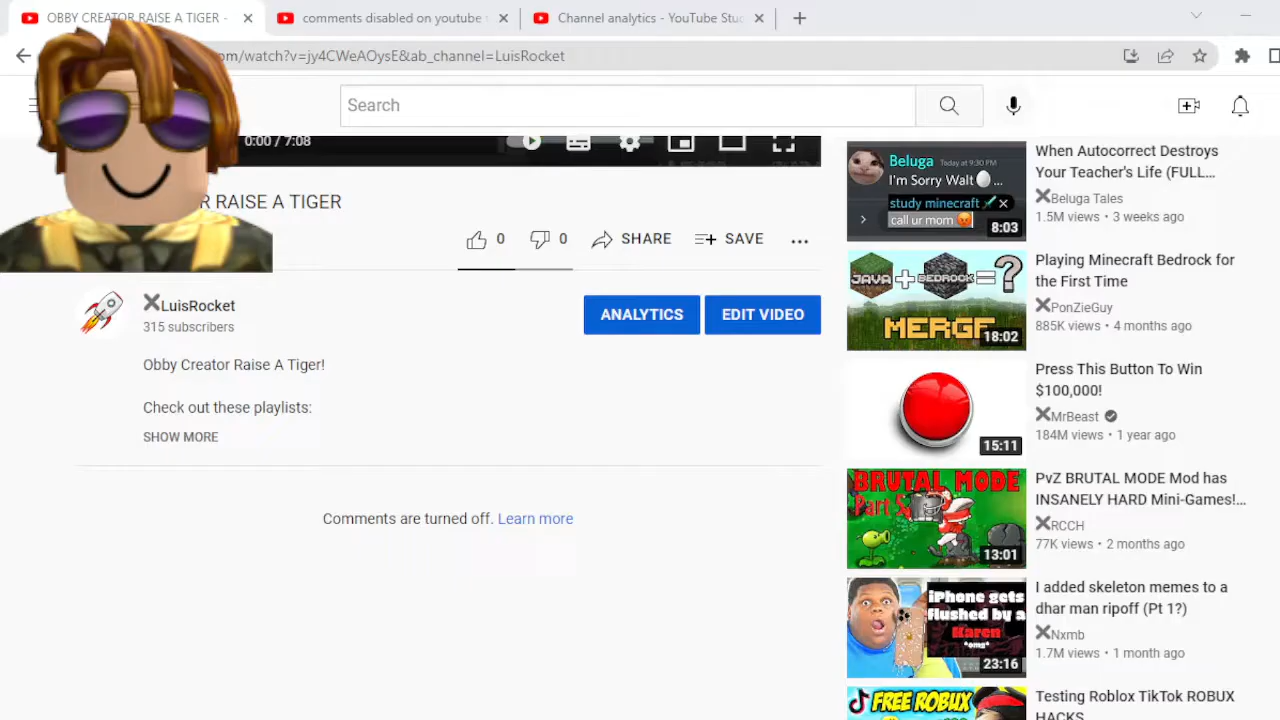 OBBY CREATOR RAISE A TIGER -
comments disabled on youtube
Channel analytics - YouTube Stu
om/watch?v=jy4CWeAOysE&ab_channel=LuisRocket
Search
0:00 / 7:08
R RAISE A TIGER
0
0
SHARE
SAVE
LuisRocket
315 subscribers
ANALYTICS
EDIT VIDEO
Obby Creator Raise A Tiger!
Check out these playlists:
SHOW MORE
Comments are turned off. Learn more
Beluga Today at 9:30 PM
I'm Sorry Walt ...
study minecraft
call ur mom
8:03
When Autocorrect Destroys
Your Teacher's Life (FULL...
Beluga Tales
1.5M views • 3 weeks ago
JAVA + BEDROCK = ?
MERGE
18:02
Playing Minecraft Bedrock for
the First Time
PonZieGuy
885K views • 4 months ago
15:11
Press This Button To Win
$100,000!
MrBeast
184M views • 1 year ago
BRUTAL MODE
Part 5
13:01
PvZ BRUTAL MODE Mod has
INSANELY HARD Mini-Games!...
RCCH
77K views • 2 months ago
iPhone gets
flushed by a
Karen
*omg*
23:16
I added skeleton memes to a
dhar man ripoff (Pt 1?)
Nxmb
1.7M views • 1 month ago
FREE ROBUX
Testing Roblox TikTok ROBUX
HACKS